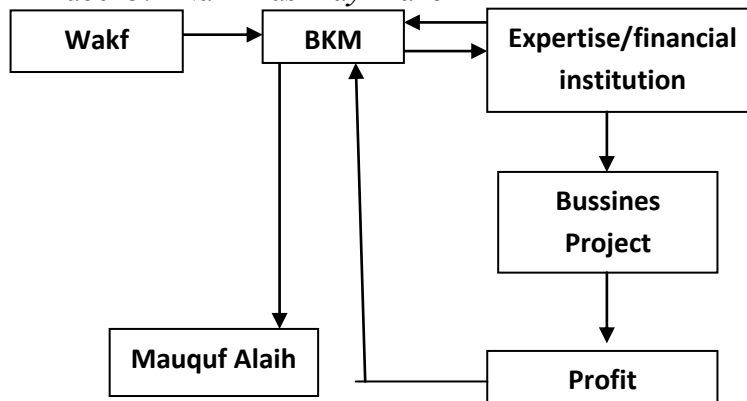 Wakf
BKM
Expertise/financial
institution
Bussines
Project
Mauquf Alaih
Profit